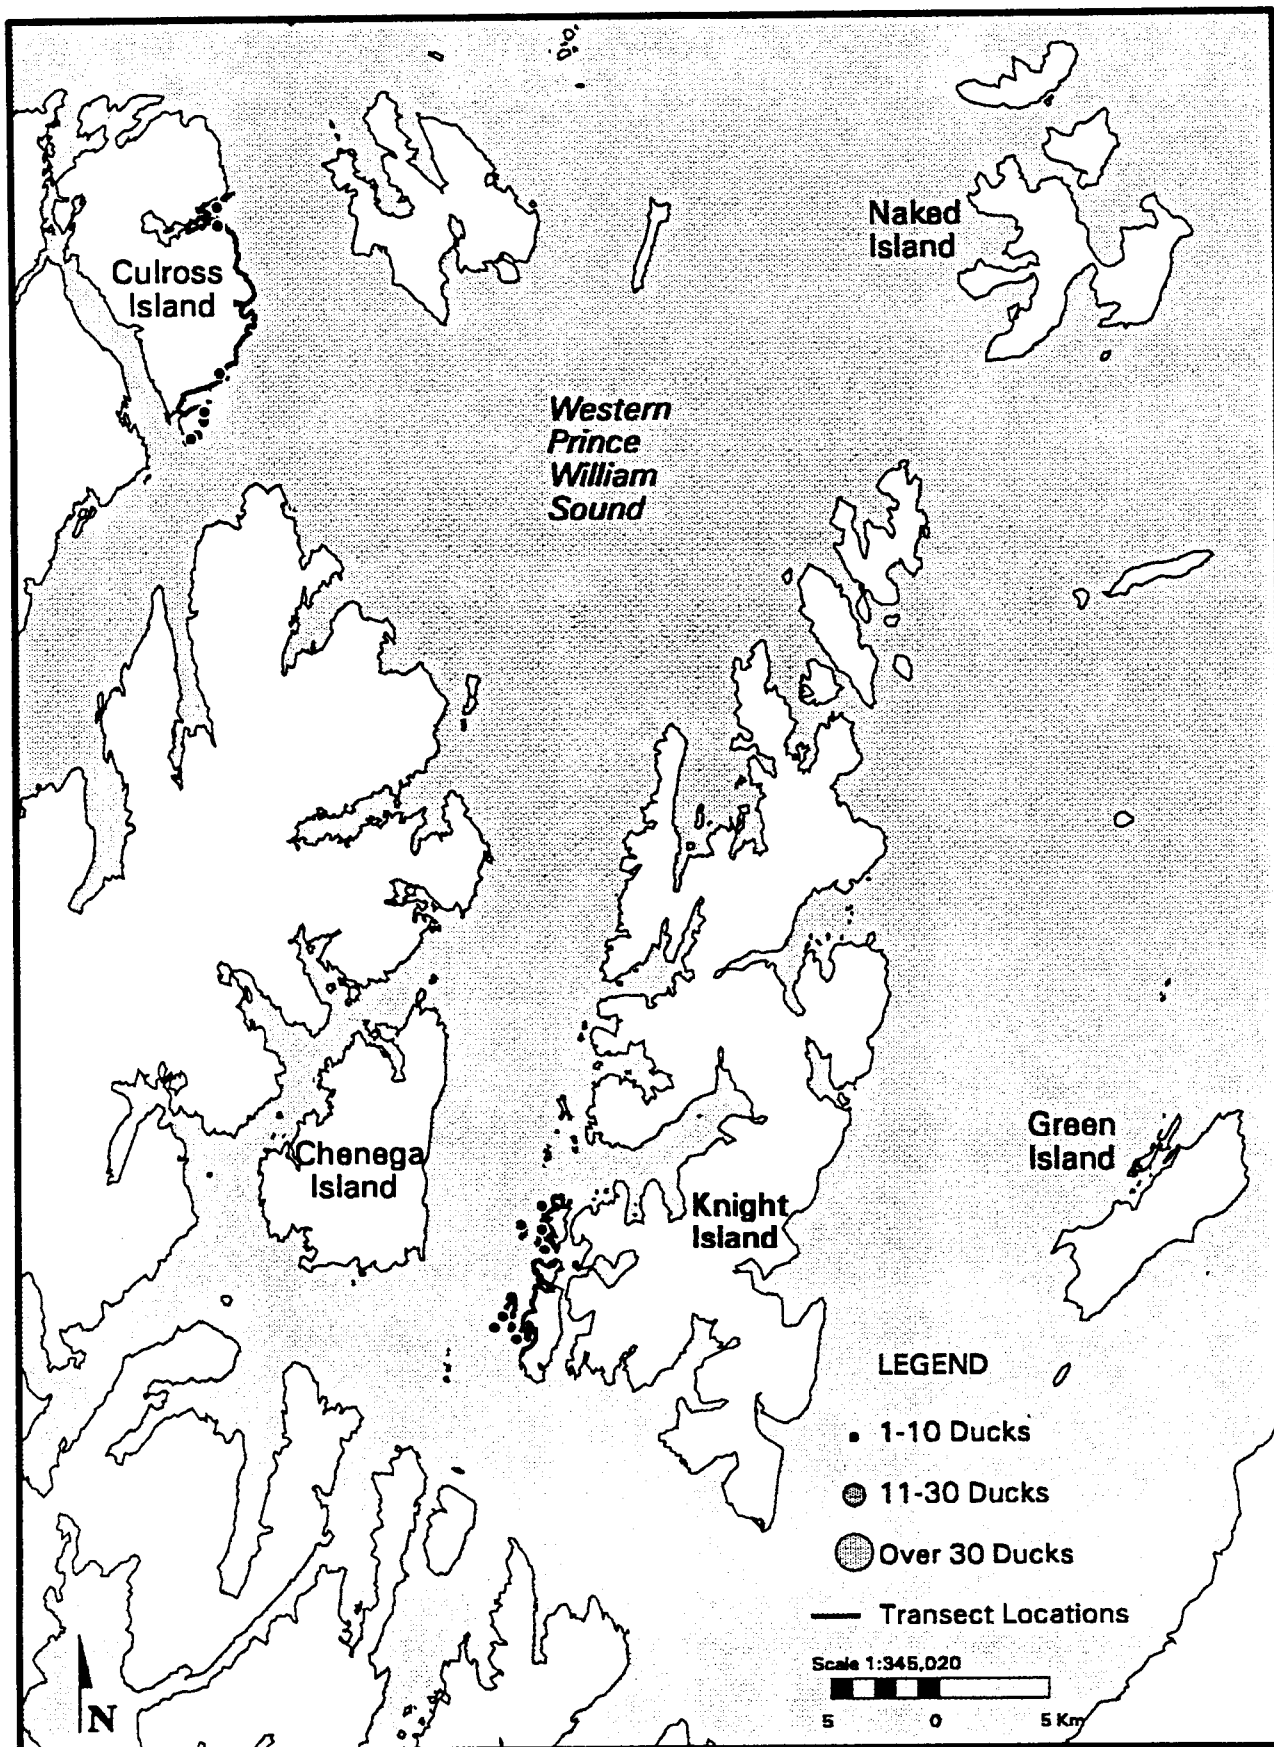 Naked
Island
Culross
Island
Western
Prince
William
Sound
Green
Island
Chenega
Island
Knight
Island
LEGEND
1-10 Ducks
11-30 Ducks
Over 30 Ducks
Transect Locations
Scale 1:345,020
5 0 5 Km
N